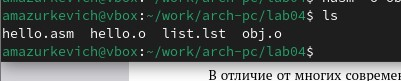 amazurkevich@vbox:~/work/arch-pc/lab04$ ls
hello.asm  hello.o  list.lst  obj.o
amazurkevich@vbox:~/work/arch-pc/lab04$
В отличие от многих современ